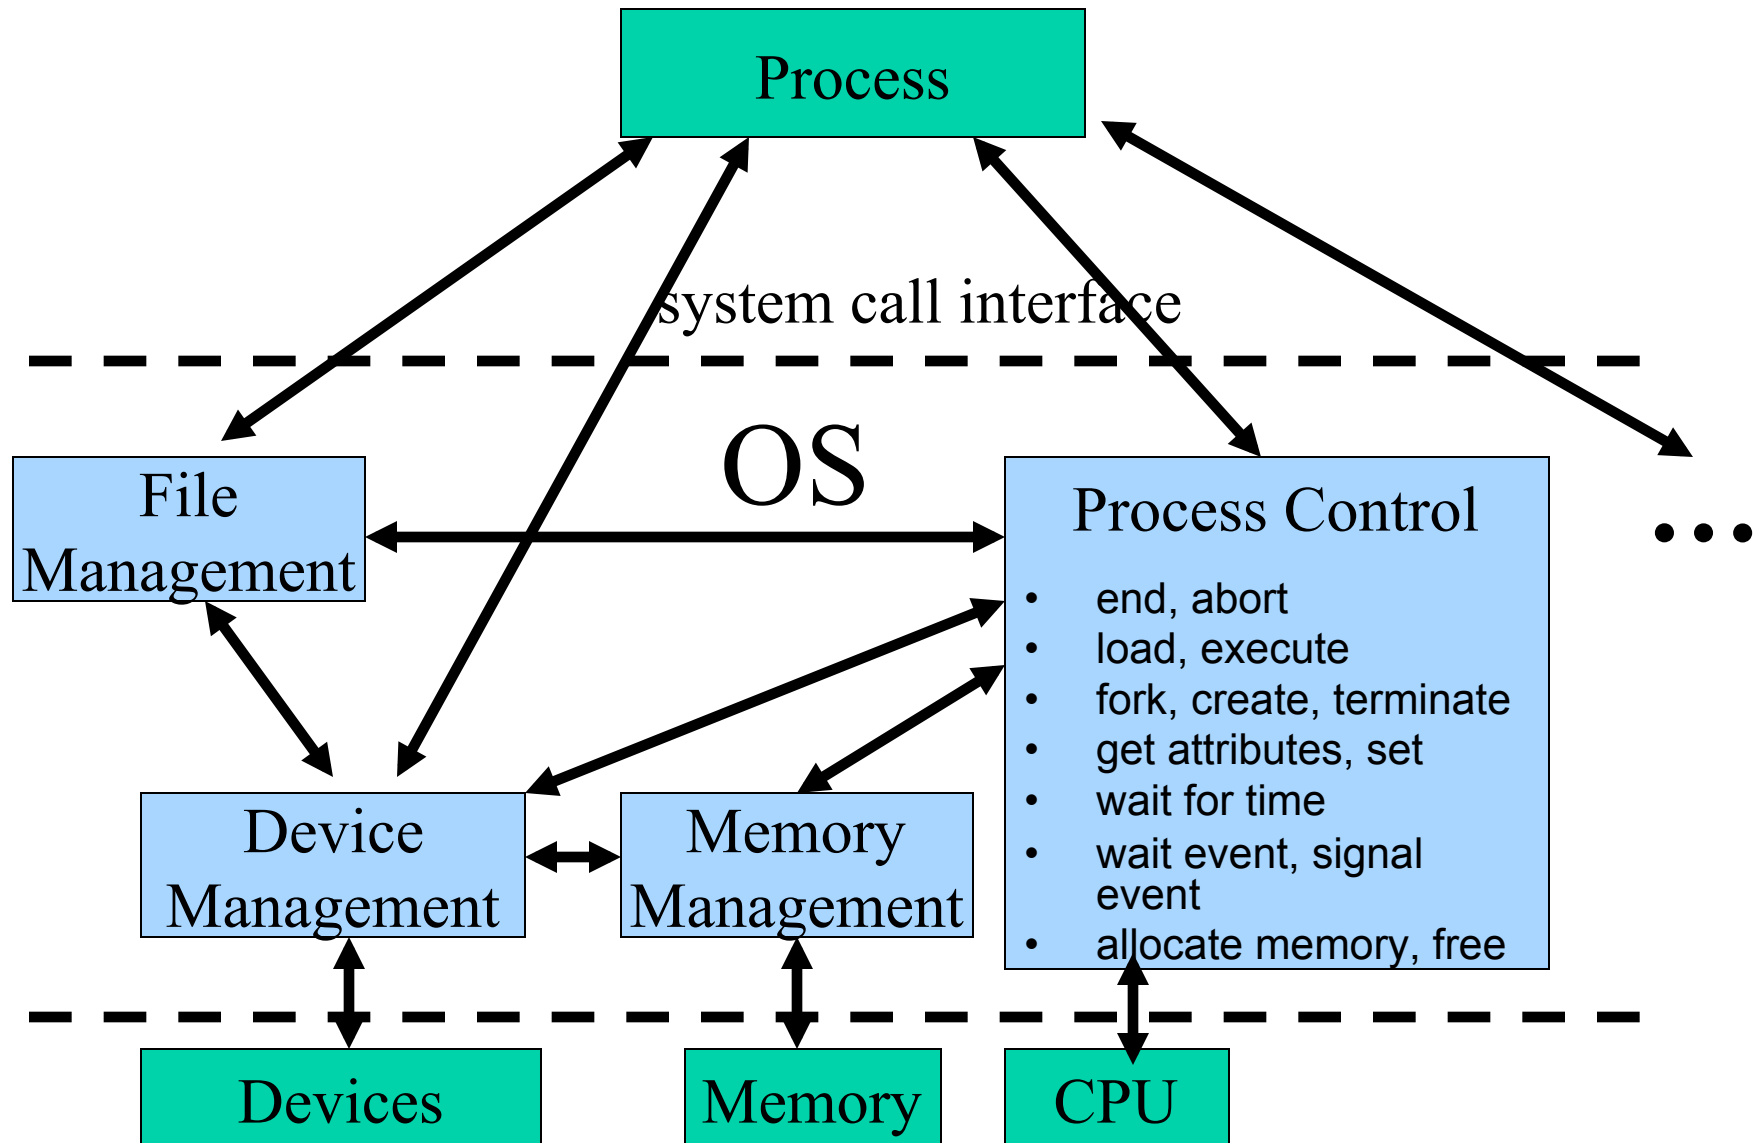 Process
system call interface
OS
File
Management
Process Control
• • •
• end, abort
• load, execute
• fork, create, terminate
• get attributes, set
• wait for time
• wait event, signal
event
• allocate memory, free
Device
Management
Memory
Management
Devices
Memory
CPU